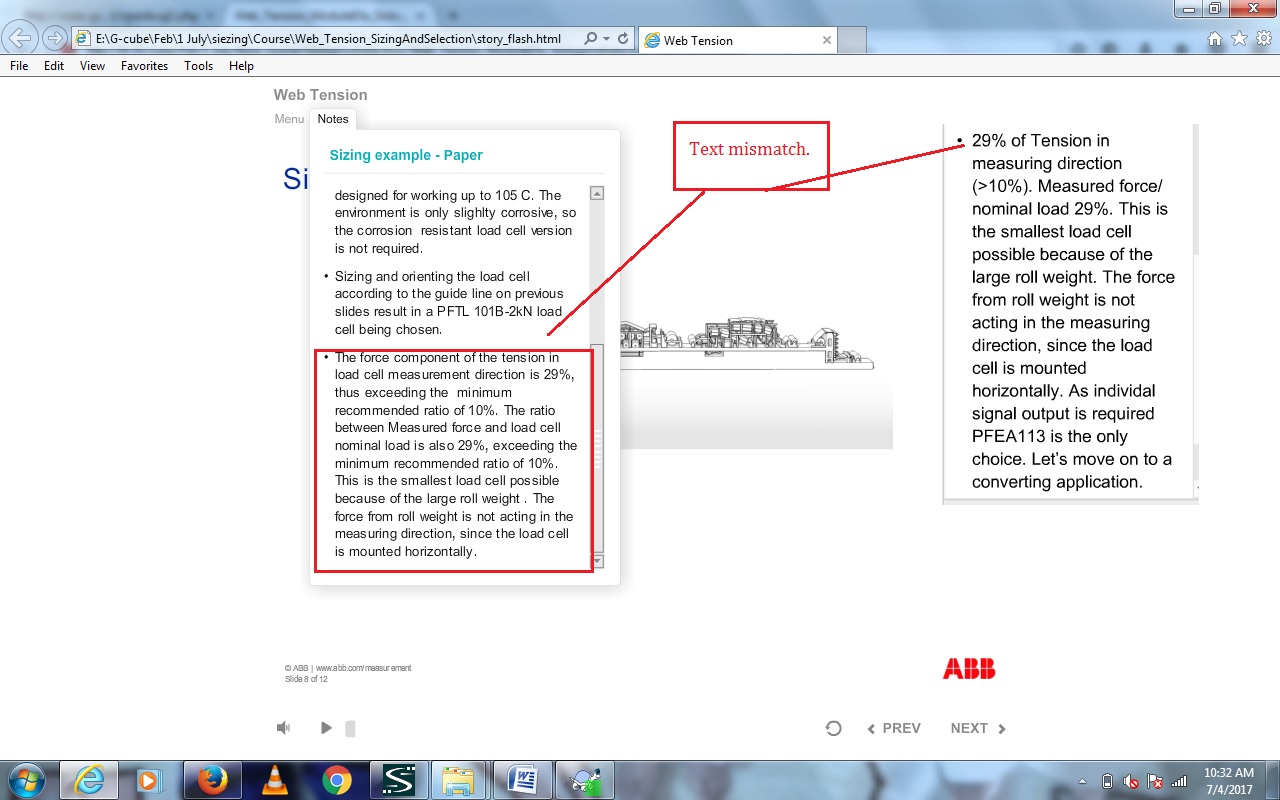 E:\G-cube\Feb\1 July\siezing\Course\Web_Tension_SizingAndSelection\story_flash.html
Web Tension
File Edit View Favorites Tools Help
Web Tension
Menu Notes
Sizing example - Paper
Si
designed for working up to 105 C. The
environment is only slighlty corrosive, so
the corrosion resistant load cell version
is not required.
• Sizing and orienting the load cell
according to the guide line on previous
slides result in a PFTL 101B-2kN load
cell being chosen.
• The force component of the tension in
load cell measurement direction is 29%,
thus exceeding the minimum
recommended ratio of 10%. The ratio
between Measured force and load cell
nominal load is also 29%, exceeding the
minimum recommended ratio of 10%.
This is the smallest load cell possible
because of the large roll weight . The
force from roll weight is not acting in the
measuring direction, since the load cell
is mounted horizontally.
Text mismatch.
• 29% of Tension in
measuring direction
(>10%). Measured force/
nominal load 29%. This is
the smallest load cell
possible because of the
large roll weight. The force
from roll weight is not
acting in the measuring
direction, since the load
cell is mounted
horizontally. As individal
signal output is required
PFEA113 is the only
choice. Let's move on to a
converting application.
© ABB | www.abb.com/measurement
Slide 8 of 12
ABB
PREV NEXT
10:32 AM
7/4/2017